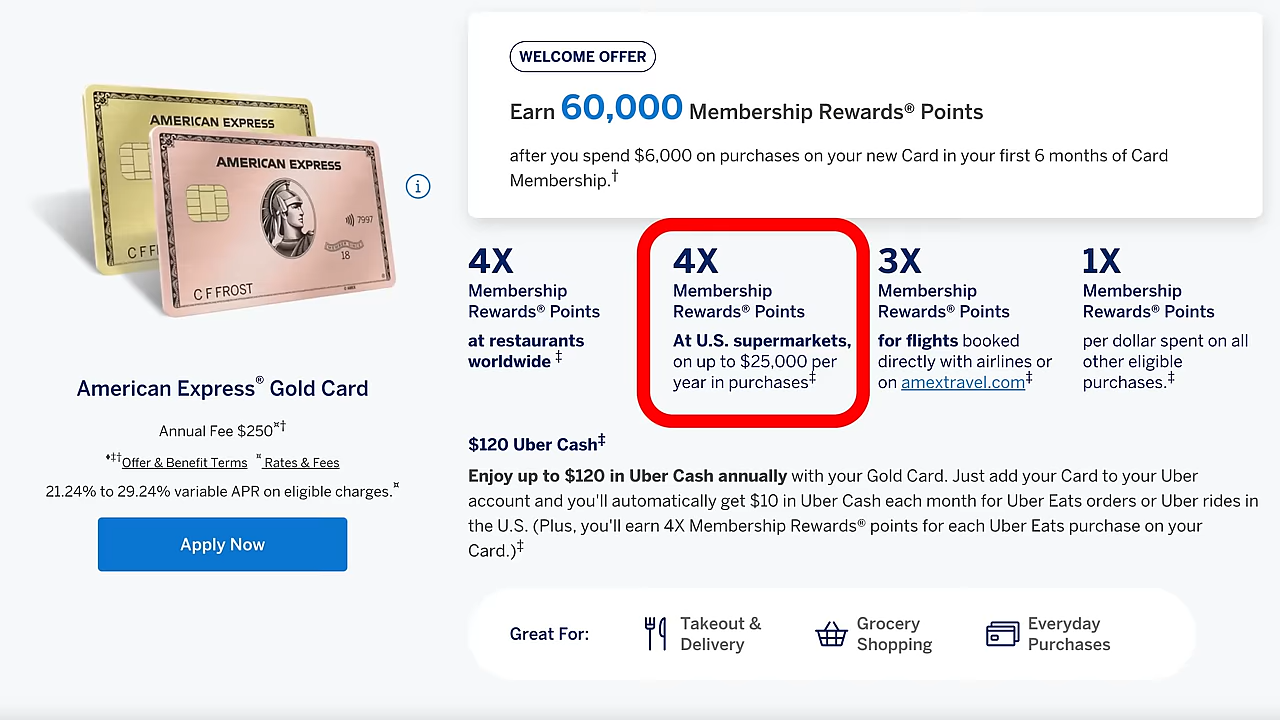 AMERICAN EXPRESS
C F F
AMERICAN EXPRESS
7997
MEMBER SINCE
18
C F FROST
American Express® Gold Card
Annual Fee $250¤†
♦‡†Offer & Benefit Terms ¤ Rates & Fees
21.24% to 29.24% variable APR on eligible charges.¤
Apply Now
WELCOME OFFER
Earn 60,000 Membership Rewards® Points
after you spend $6,000 on purchases on your new Card in your first 6 months of Card
Membership.†
4X
Membership
Rewards® Points
at restaurants
worldwide ‡
4X
Membership
Rewards® Points
At U.S. supermarkets,
on up to $25,000 per
year in purchases‡
3X
Membership
Rewards® Points
for flights booked
directly with airlines or
on amextravel.com‡
1X
Membership
Rewards® Points
per dollar spent on all
other eligible
purchases.‡
$120 Uber Cash‡
Enjoy up to $120 in Uber Cash annually with your Gold Card. Just add your Card to your Uber
account and you'll automatically get $10 in Uber Cash each month for Uber Eats orders or Uber rides in
the U.S. (Plus, you'll earn 4X Membership Rewards® points for each Uber Eats purchase on your
Card.)‡
Great For:
Takeout &
Delivery
Grocery
Shopping
Everyday
Purchases